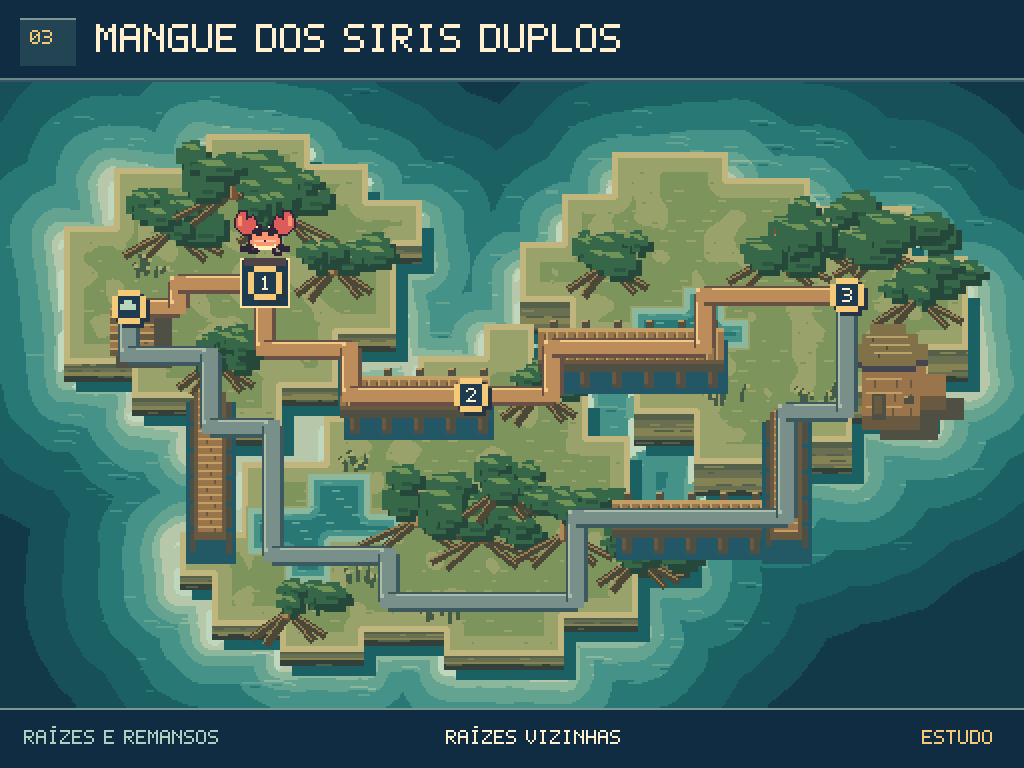 03
MANGUE DOS SIRIS DUPLOS
1
2
3
RAÍZES E REMANSOS
RAÍZES VIZINHAS
ESTUDO